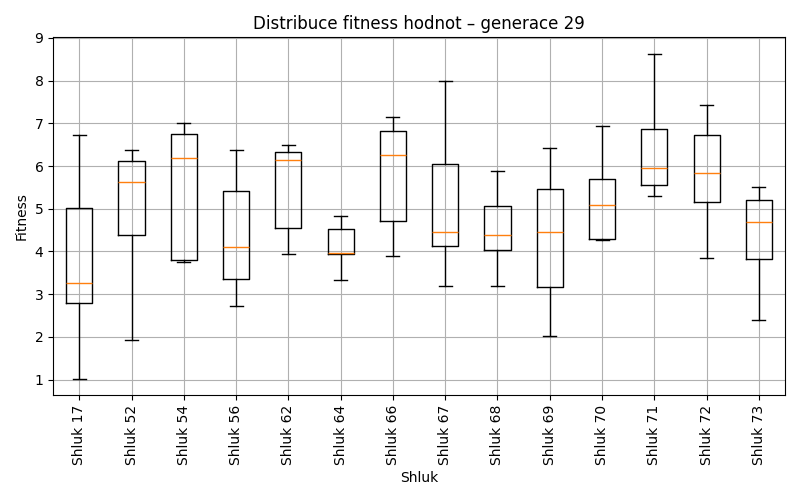 Distribuce fitness hodnot – generace 29
Fitness
9
8
7
6
5
4
3
2
1
Shluk 17
Shluk 52
Shluk 54
Shluk 56
Shluk 62
Shluk 64
Shluk 66
Shluk 67
Shluk 68
Shluk 69
Shluk 70
Shluk 71
Shluk 72
Shluk 73
Shluk